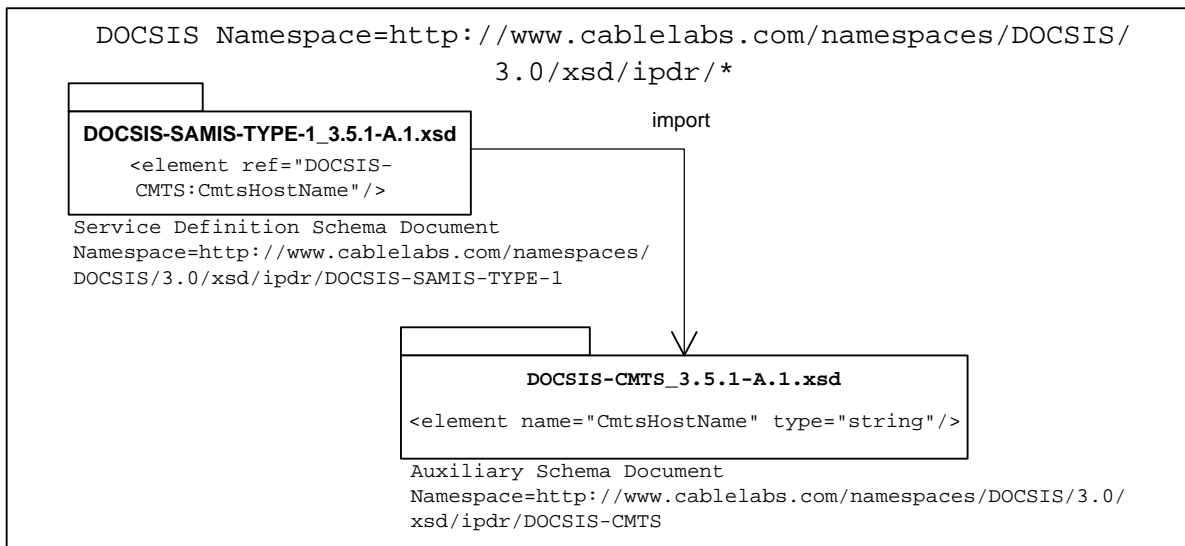 DOCSIS Namespace=http://www.cablelabs.com/namespaces/DOCSIS/
3.0/xsd/ipdr/*
import
DOCSIS-SAMIS-TYPE-1_3.5.1-A.1.xsd
<element ref="DOCSIS-
CMTS:CmtsHostName"/>
Service Definition Schema Document
Namespace=http://www.cablelabs.com/namespaces/
DOCSIS/3.0/xsd/ipdr/DOCSIS-SAMIS-TYPE-1
DOCSIS-CMTS_3.5.1-A.1.xsd
<element name="CmtsHostName" type="string"/>
Auxiliary Schema Document
Namespace=http://www.cablelabs.com/namespaces/DOCSIS/3.0/
xsd/ipdr/DOCSIS-CMTS